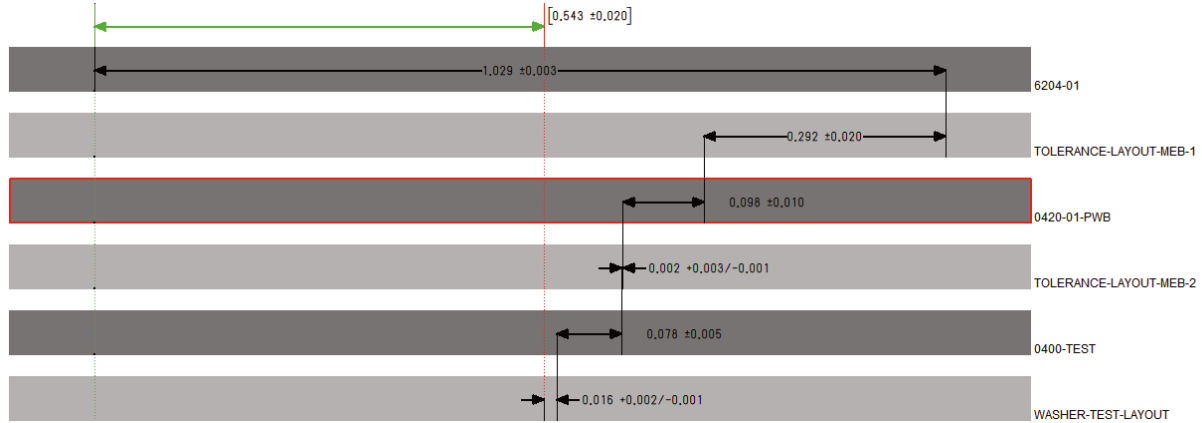 [0.543 ±0.020]
1.029 ±0.003
6204-01
0.292 ±0.020
TOLERANCE-LAYOUT-MEB-1
0.098 ±0.010
0420-01-PWB
0.002 +0.003/-0.001
TOLERANCE-LAYOUT-MEB-2
0.078 ±0.005
0400-TEST
0.016 +0.002/-0.001
WASHER-TEST-LAYOUT